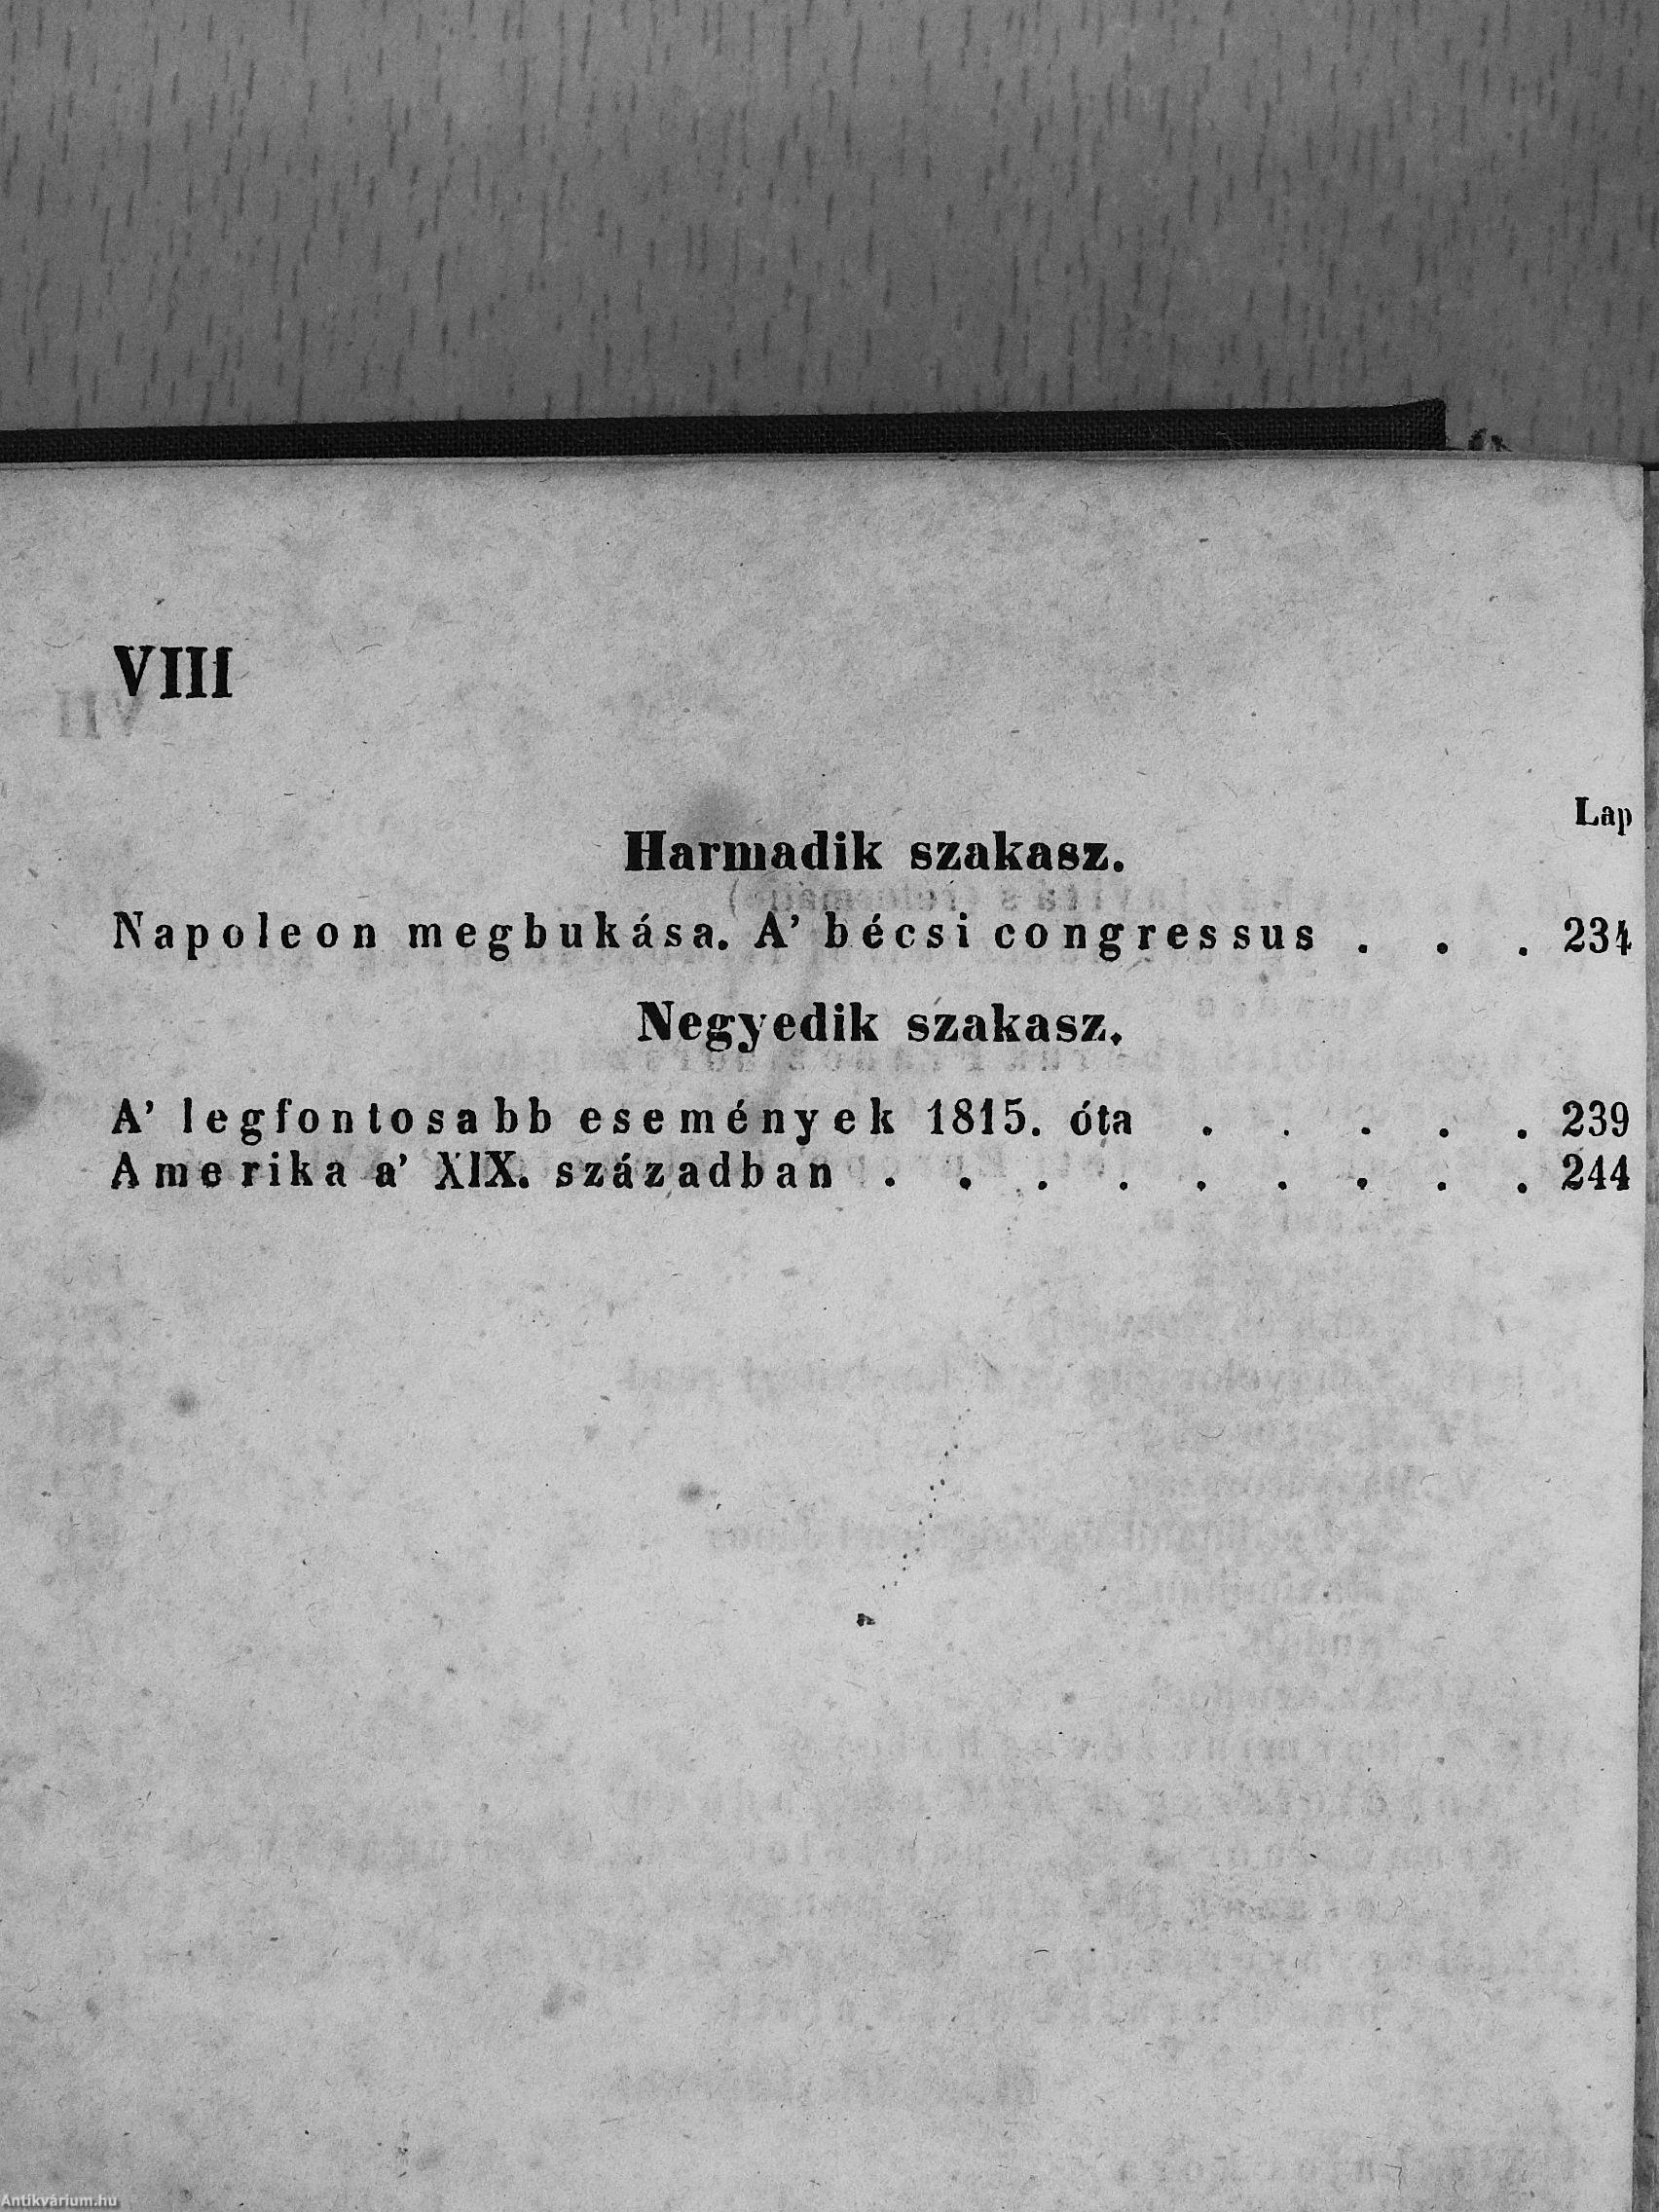 VIII
Lap
Harmadik szakasz.
Napoleon megbukása. A' bécsi congressus . . . 234
Negyedik szakasz.
A' legfontosabb események 1815. óta . . . . . 239
Amerika a' XIX. században . . . . . . . . . 244
Antikvárium.hu